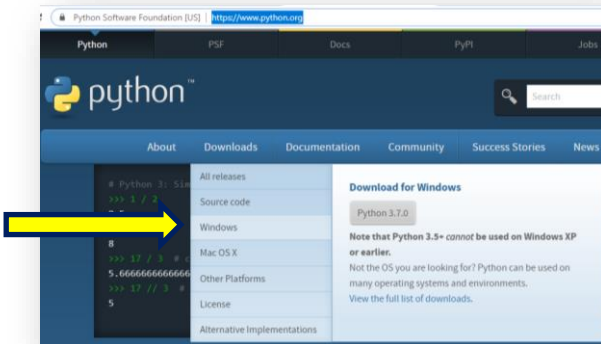 Python Software Foundation [US] | https://www.python.org
Python PSF Docs PyPI Jobs
python™
Search
About Downloads Documentation Community Success Stories News
# Python 3: Sim
>>> 1 / 2
8
>>> 17 / 3 # c
5.6666666666666
>>> 17 // 3 #
5
All releases
Source code
Windows
Mac OS X
Other Platforms
License
Alternative Implementations
Download for Windows
Python 3.7.0
Note that Python 3.5+ cannot be used on Windows XP
or earlier.
Not the OS you are looking for? Python can be used on
many operating systems and environments.
View the full list of downloads.